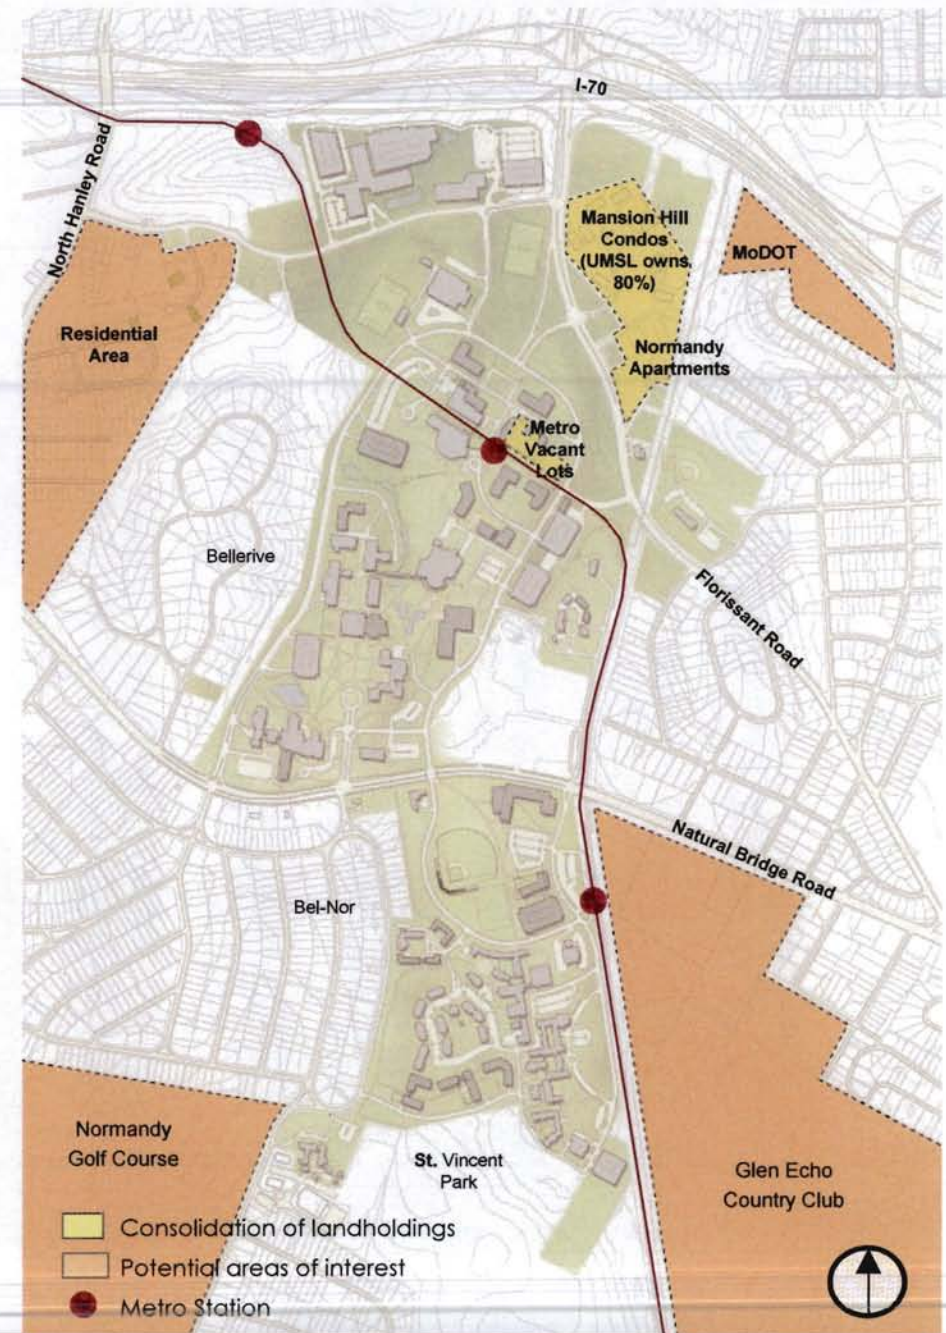 I-70
North Hanley Road
Mansion Hill
Condos
(UMSL owns
80%)
MoDOT
Residential
Area
Normandy
Apartments
Metro
Vacant
Lots
Bellerive
Florissant Road
Natural Bridge Road
Bel-Nor
Normandy
Golf Course
St. Vincent
Park
Glen Echo
Country Club
Consolidation of landholdings
Potential areas of interest
Metro Station